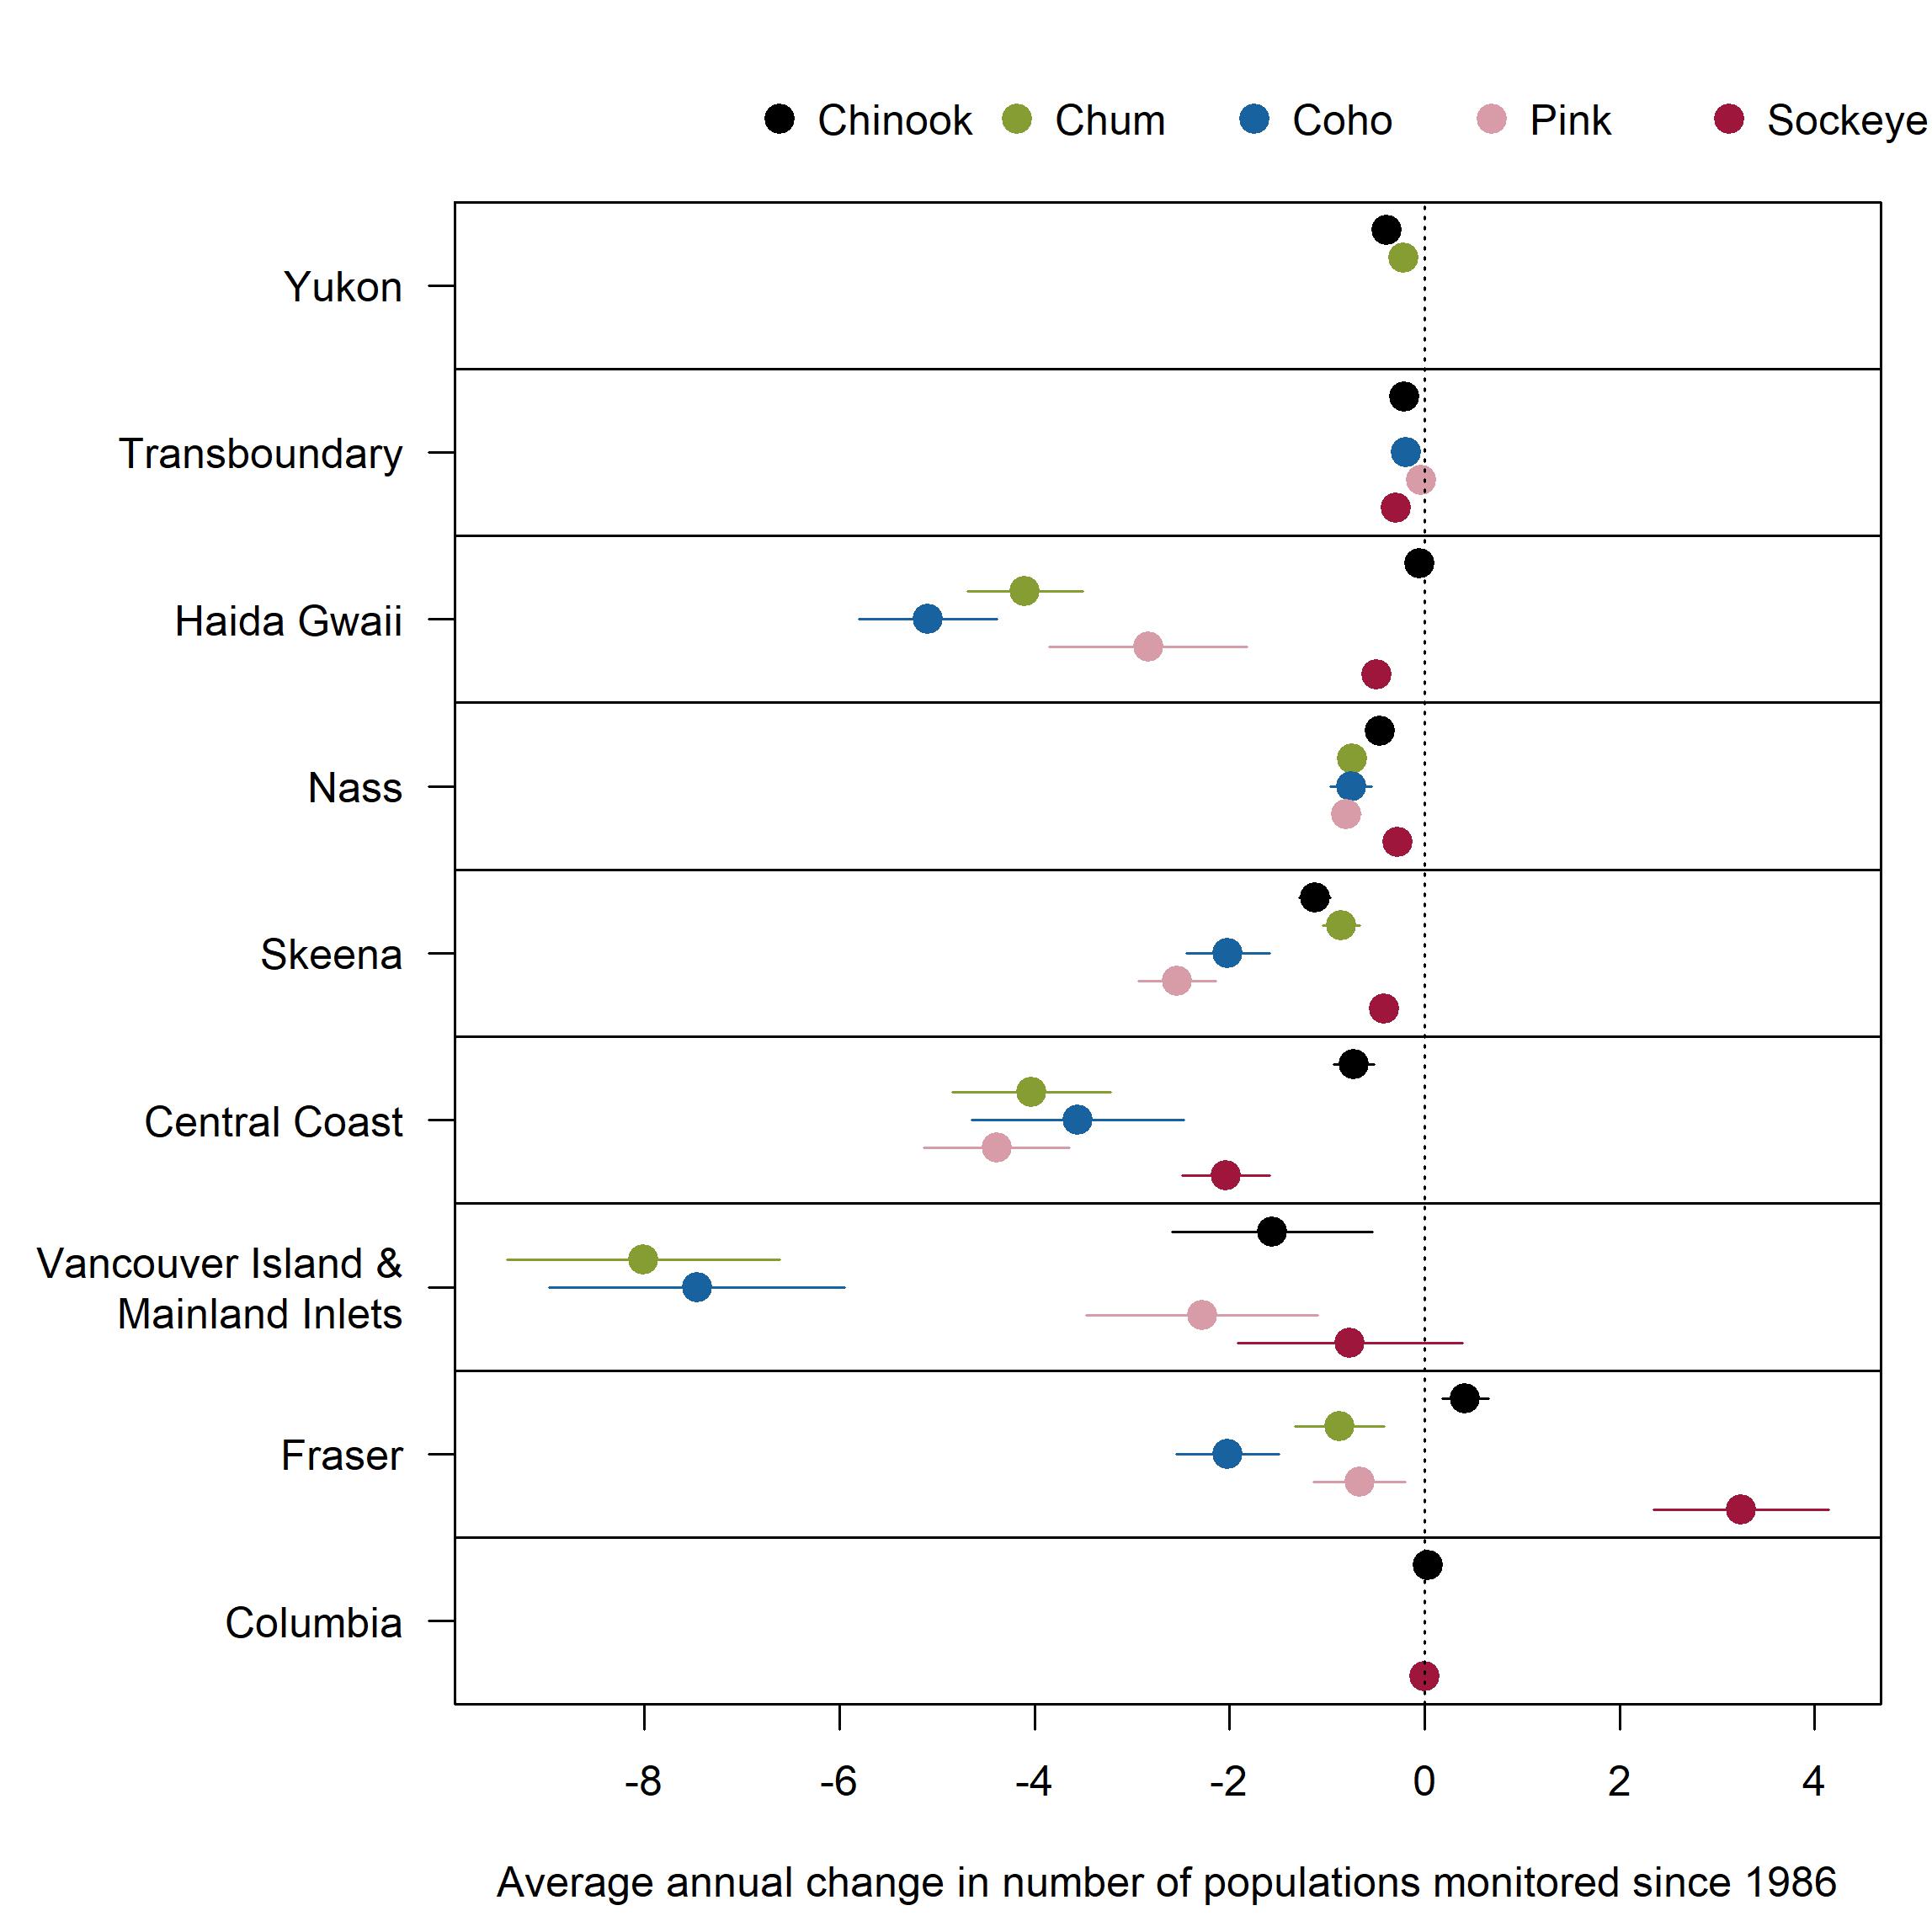 Chinook Chum Coho Pink Sockeye
Yukon
Transboundary
Haida Gwaii
Nass
Skeena
Central Coast
Vancouver Island &
Mainland Inlets
Fraser
Columbia
-8 -6 -4 -2 0 2 4
Average annual change in number of populations monitored since 1986